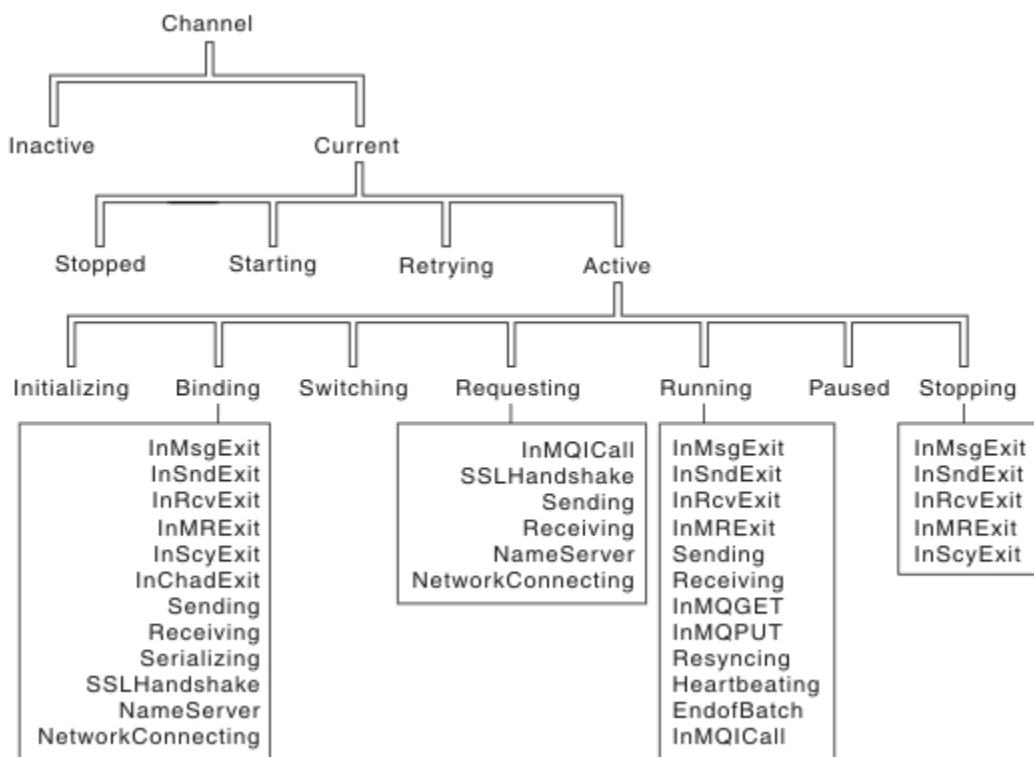 Channel
Inactive
Current
Stopped
Starting
Retrying
Active
Initializing
Binding
Switching
Requesting
Running
Paused
Stopping
InMsgExit
InSndExit
InRcvExit
InMRExit
InScyExit
InChadExit
Sending
Receiving
Serializing
SSLHandshake
NameServer
NetworkConnecting
InMQICall
SSLHandshake
Sending
Receiving
NameServer
NetworkConnecting
InMsgExit
InSndExit
InRcvExit
InMRExit
Sending
Receiving
InMQGET
InMQPUT
Resyncing
Heartbeating
EndofBatch
InMQICall
InMsgExit
InSndExit
InRcvExit
InMRExit
InScyExit